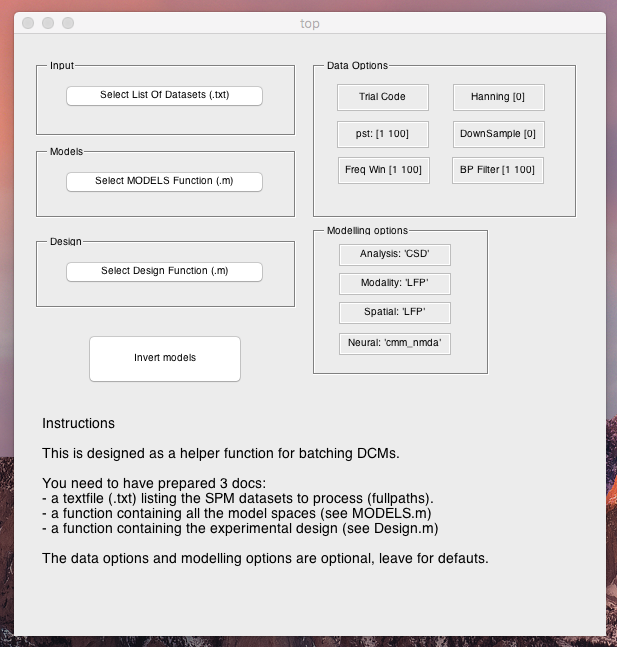 top
Input
Select List Of Datasets (.txt)
Models
Select MODELS Function (.m)
Design
Select Design Function (.m)
Invert models
Data Options
Trial Code
Hanning [0]
pst: [1 100]
DownSample [0]
Freq Win [1 100]
BP Filter [1 100]
Modelling options
Analysis: 'CSD'
Modality: 'LFP'
Spatial: 'LFP'
Neural: 'cmm_nmda'
Instructions
This is designed as a helper function for batching DCMs.
You need to have prepared 3 docs:
- a textfile (.txt) listing the SPM datasets to process (fullpaths).
- a function containing all the model spaces (see MODELS.m)
- a function containing the experimental design (see Design.m)
The data options and modelling options are optional, leave for defauts.